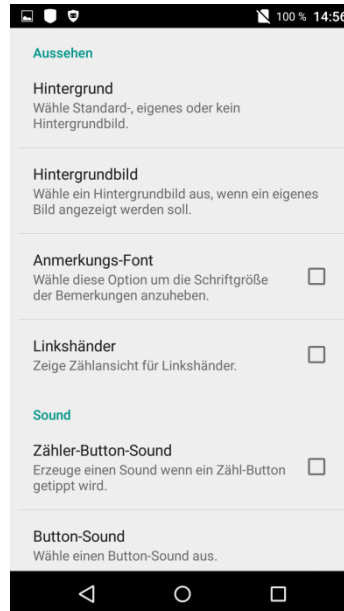 100 % 14:56
Aussehen
Hintergrund
Wähle Standard-, eigenes oder kein
Hintergrundbild.
Hintergrundbild
Wähle ein Hintergrundbild aus, wenn ein eigenes
Bild angezeigt werden soll.
Anmerkungs-Font
Wähle diese Option um die Schriftgröße
der Bemerkungen anzuheben.
Linkshänder
Zeige Zählansicht für Linkshänder.
Sound
Zähler-Button-Sound
Erzeuge einen Sound wenn ein Zähl-Button
getippt wird.
Button-Sound
Wähle einen Button-Sound aus.